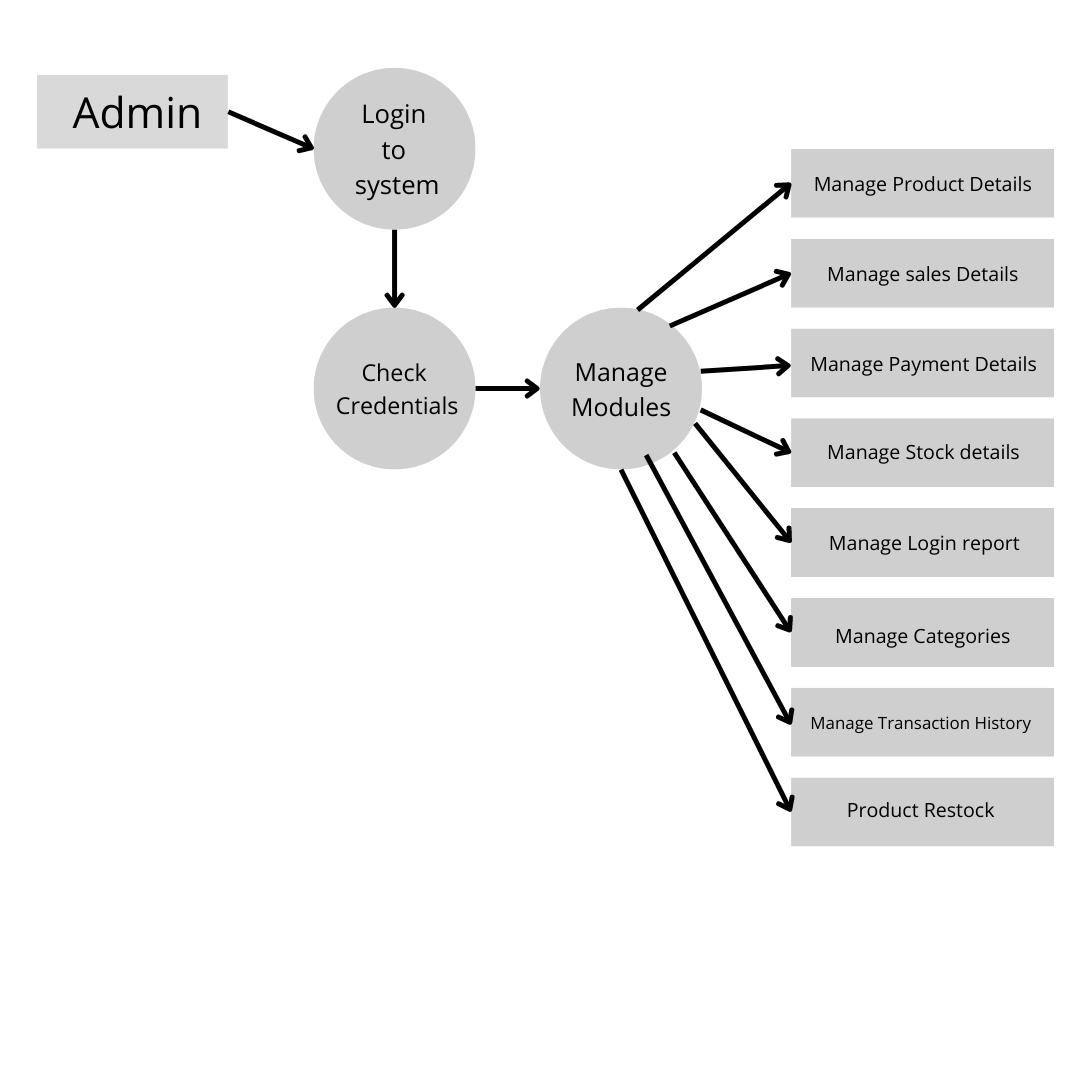 Admin
Login
to
system
Check
Credentials
Manage
Modules
Manage Product Details
Manage sales Details
Manage Payment Details
Manage Stock details
Manage Login report
Manage Categories
Manage Transaction History
Product Restock